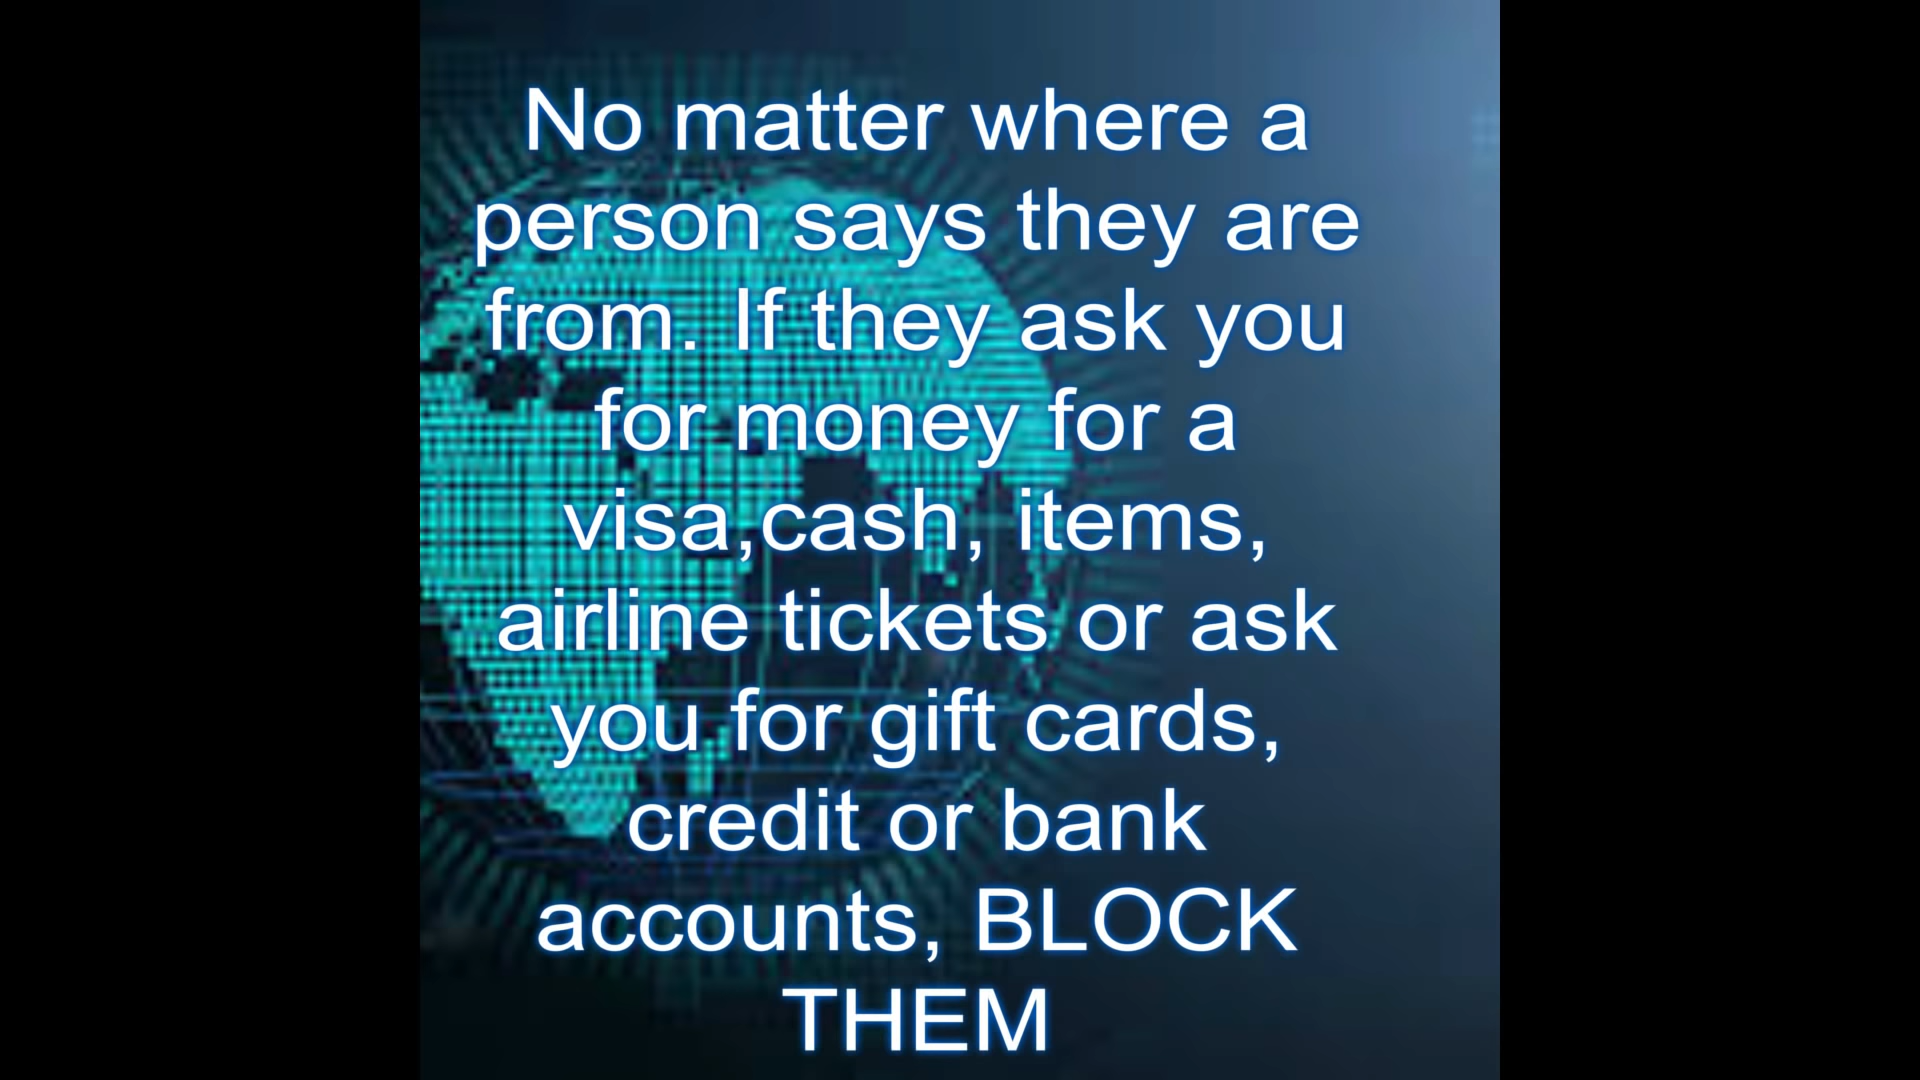 No matter where a
person says they are
from. If they ask you
for money for a
visa,cash, items,
airline tickets or ask
you for gift cards,
credit or bank
accounts, BLOCK
THEM